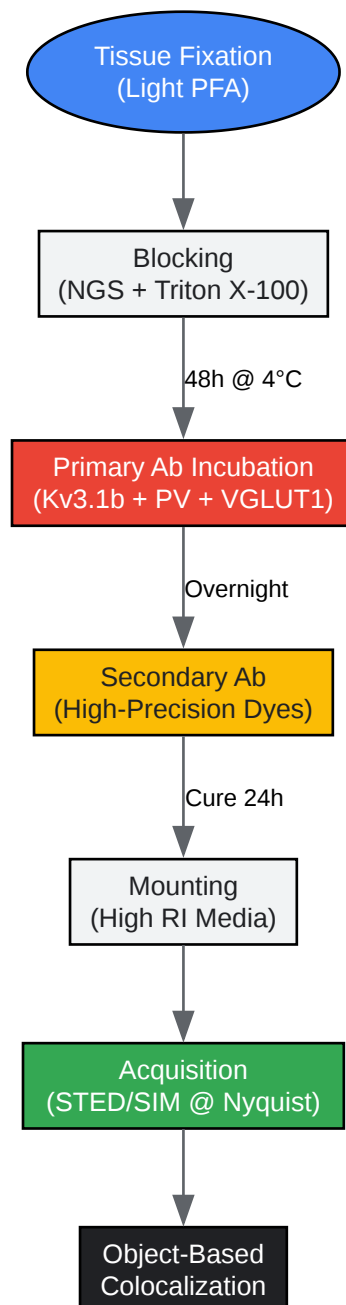 Tissue Fixation
(Light PFA)
Blocking
(NGS + Triton X-100)
48h @ 4°C
Primary Ab Incubation
(Kv3.1b + PV + VGLUT1)
Overnight
Secondary Ab
(High-Precision Dyes)
Cure 24h
Mounting
(High RI Media)
Acquisition
(STED/SIM @ Nyquist)
Object-Based
Colocalization